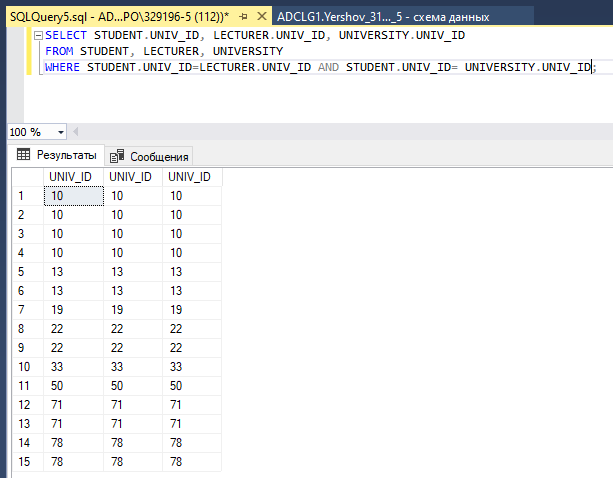 SQLQuery5.sql - AD...PO\329196-5 (112))* ADCLG1.Yershov_31..._5 - схема данных
SELECT STUDENT.UNIV_ID, LECTURER.UNIV_ID, UNIVERSITY.UNIV_ID
FROM STUDENT, LECTURER, UNIVERSITY
WHERE STUDENT.UNIV_ID=LECTURER.UNIV_ID AND STUDENT.UNIV_ID= UNIVERSITY.UNIV_ID;
100 %
Результаты Сообщения
UNIV_ID UNIV_ID UNIV_ID
1 10 10 10
2 10 10 10
3 10 10 10
4 10 10 10
5 13 13 13
6 13 13 13
7 19 19 19
8 22 22 22
9 22 22 22
10 33 33 33
11 50 50 50
12 71 71 71
13 71 71 71
14 78 78 78
15 78 78 78